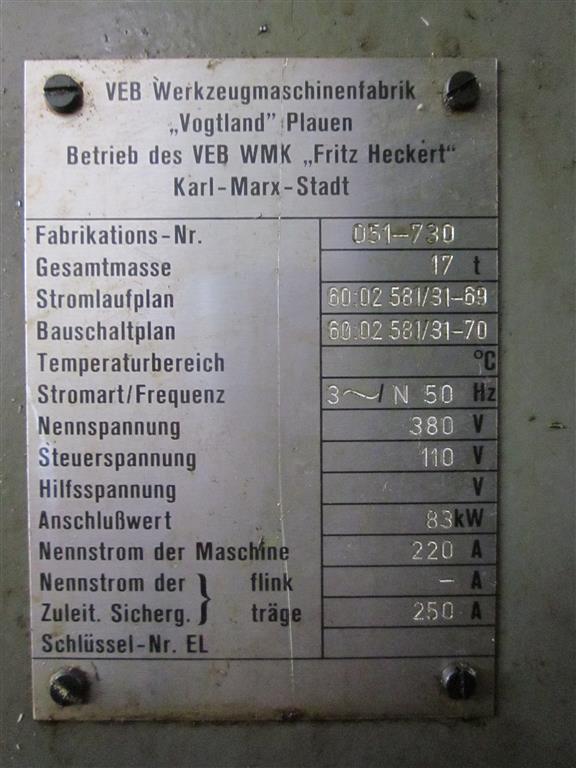 VEB Werkzeugmaschinenfabrik
„Vogtland” Plauen
Betrieb des VEB WMK „Fritz Heckert”
Karl-Marx-Stadt
Fabrikations-Nr. 051-730
Gesamtmasse 17 t
Stromlaufplan 60:02 581/31-69
Bauschaltplan 60:02 581/31-70
Temperaturbereich °C
Stromart/Frequenz 3~/N 50 Hz
Nennspannung 380 V
Steuerspannung 110 V
Hilfsspannung V
Anschlußwert 83 kW
Nennstrom der Maschine 220 A
Nennstrom der } flink - A
Zuleit. Sicherg. } träge 250 A
Schlüssel-Nr. EL